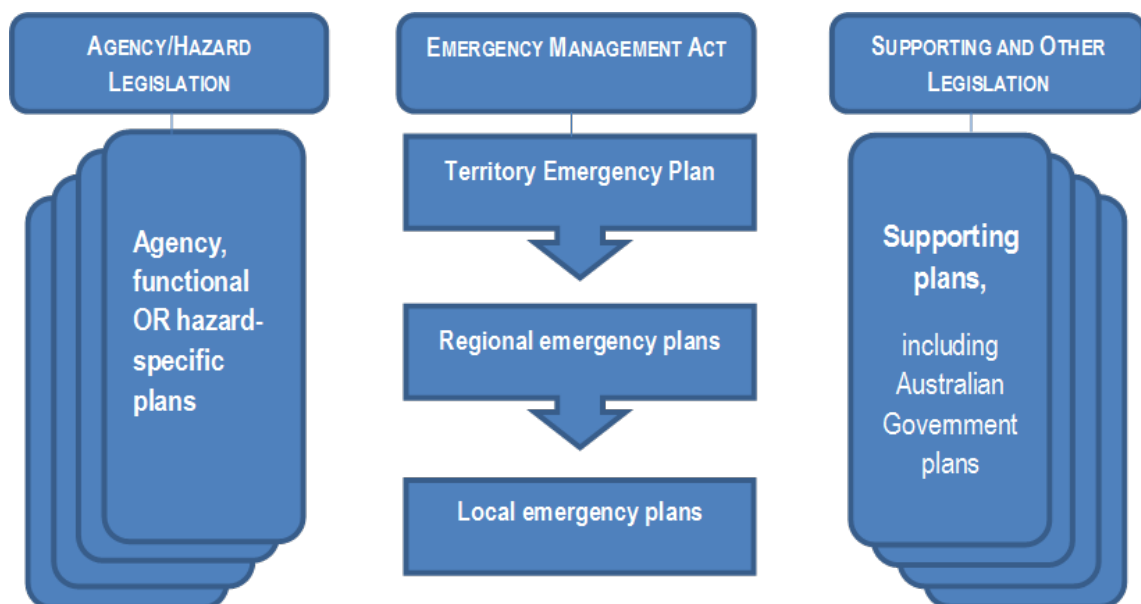 AGENCY/HAZARD
LEGISLATION
Agency,
functional
OR hazard-
specific
plans
EMERGENCY MANAGEMENT ACT
Territory Emergency Plan
Regional emergency plans
Local emergency plans
SUPPORTING AND OTHER
LEGISLATION
Supporting
plans,
including
Australian
Government
plans